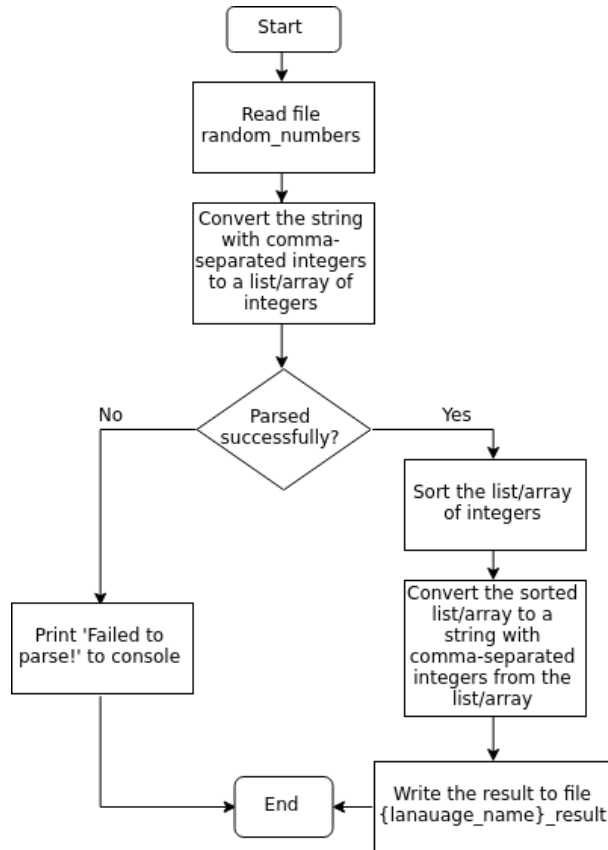 Start
Read file
random_numbers
Convert the string
with comma-
separated integers
to a list/array of
integers
Parsed
successfully?
No
Yes
Sort the list/array
of integers
Convert the sorted
list/array to a
string with
comma-separated
integers from the
list/array
Print 'Failed to
parse!' to console
Write the result to file
{lanauage_name}_result
End